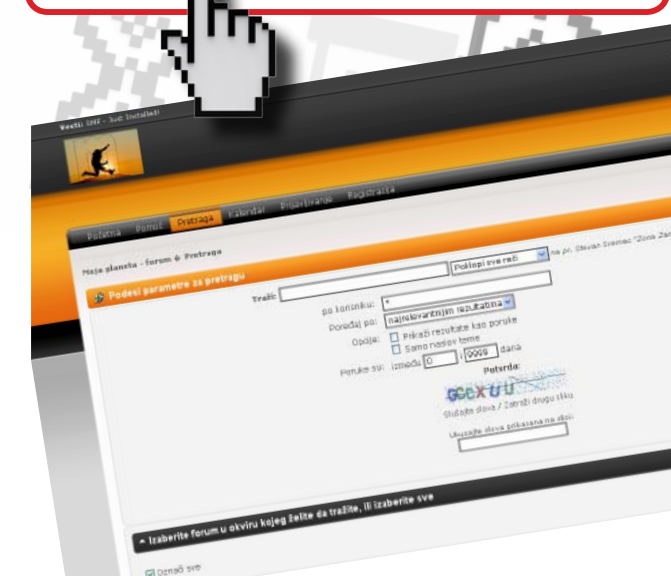 Vesti: SMF - Just Installed!
Početna Pomoć Pretraga Kalendar Prijavljivanje Registracija
Moja planeta - forum Pretraga
Podesi parametre za pretragu
Traži: Poklopi sve reči na pr. Stevan Sremac "Zona
po korisniku: *
Poređaj po: najrelevantnijim rezultatima
Opcije: Prikaži rezultate kao poruke
Samo naslov teme
Poruke su: između 0 i 9999 dana
Potvrda:
Slušajte slova / Zatraži drugu sliku
Ukucajte slova prikazana na slici:
Izaberite forum u okviru kojeg želite da tražite, ili izaberite sve
Označi sve